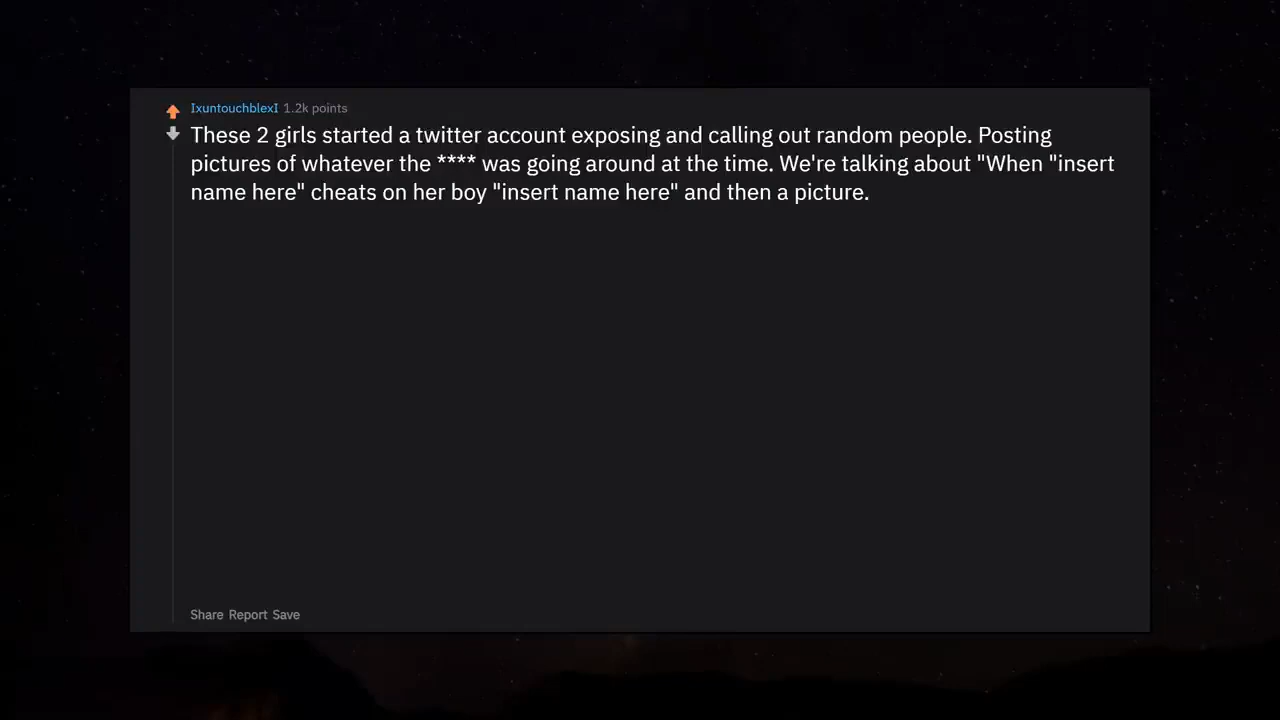 IxuntouchblexI 1.2k points
These 2 girls started a twitter account exposing and calling out random people. Posting
pictures of whatever the **** was going around at the time. We're talking about "When "insert
name here" cheats on her boy "insert name here" and then a picture.
Share Report Save